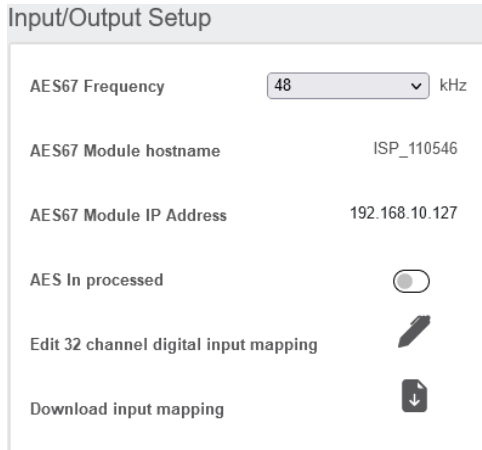 Input/Output Setup
AES67 Frequency 48 kHz
AES67 Module hostname ISP_110546
AES67 Module IP Address 192.168.10.127
AES In processed
Edit 32 channel digital input mapping
Download input mapping